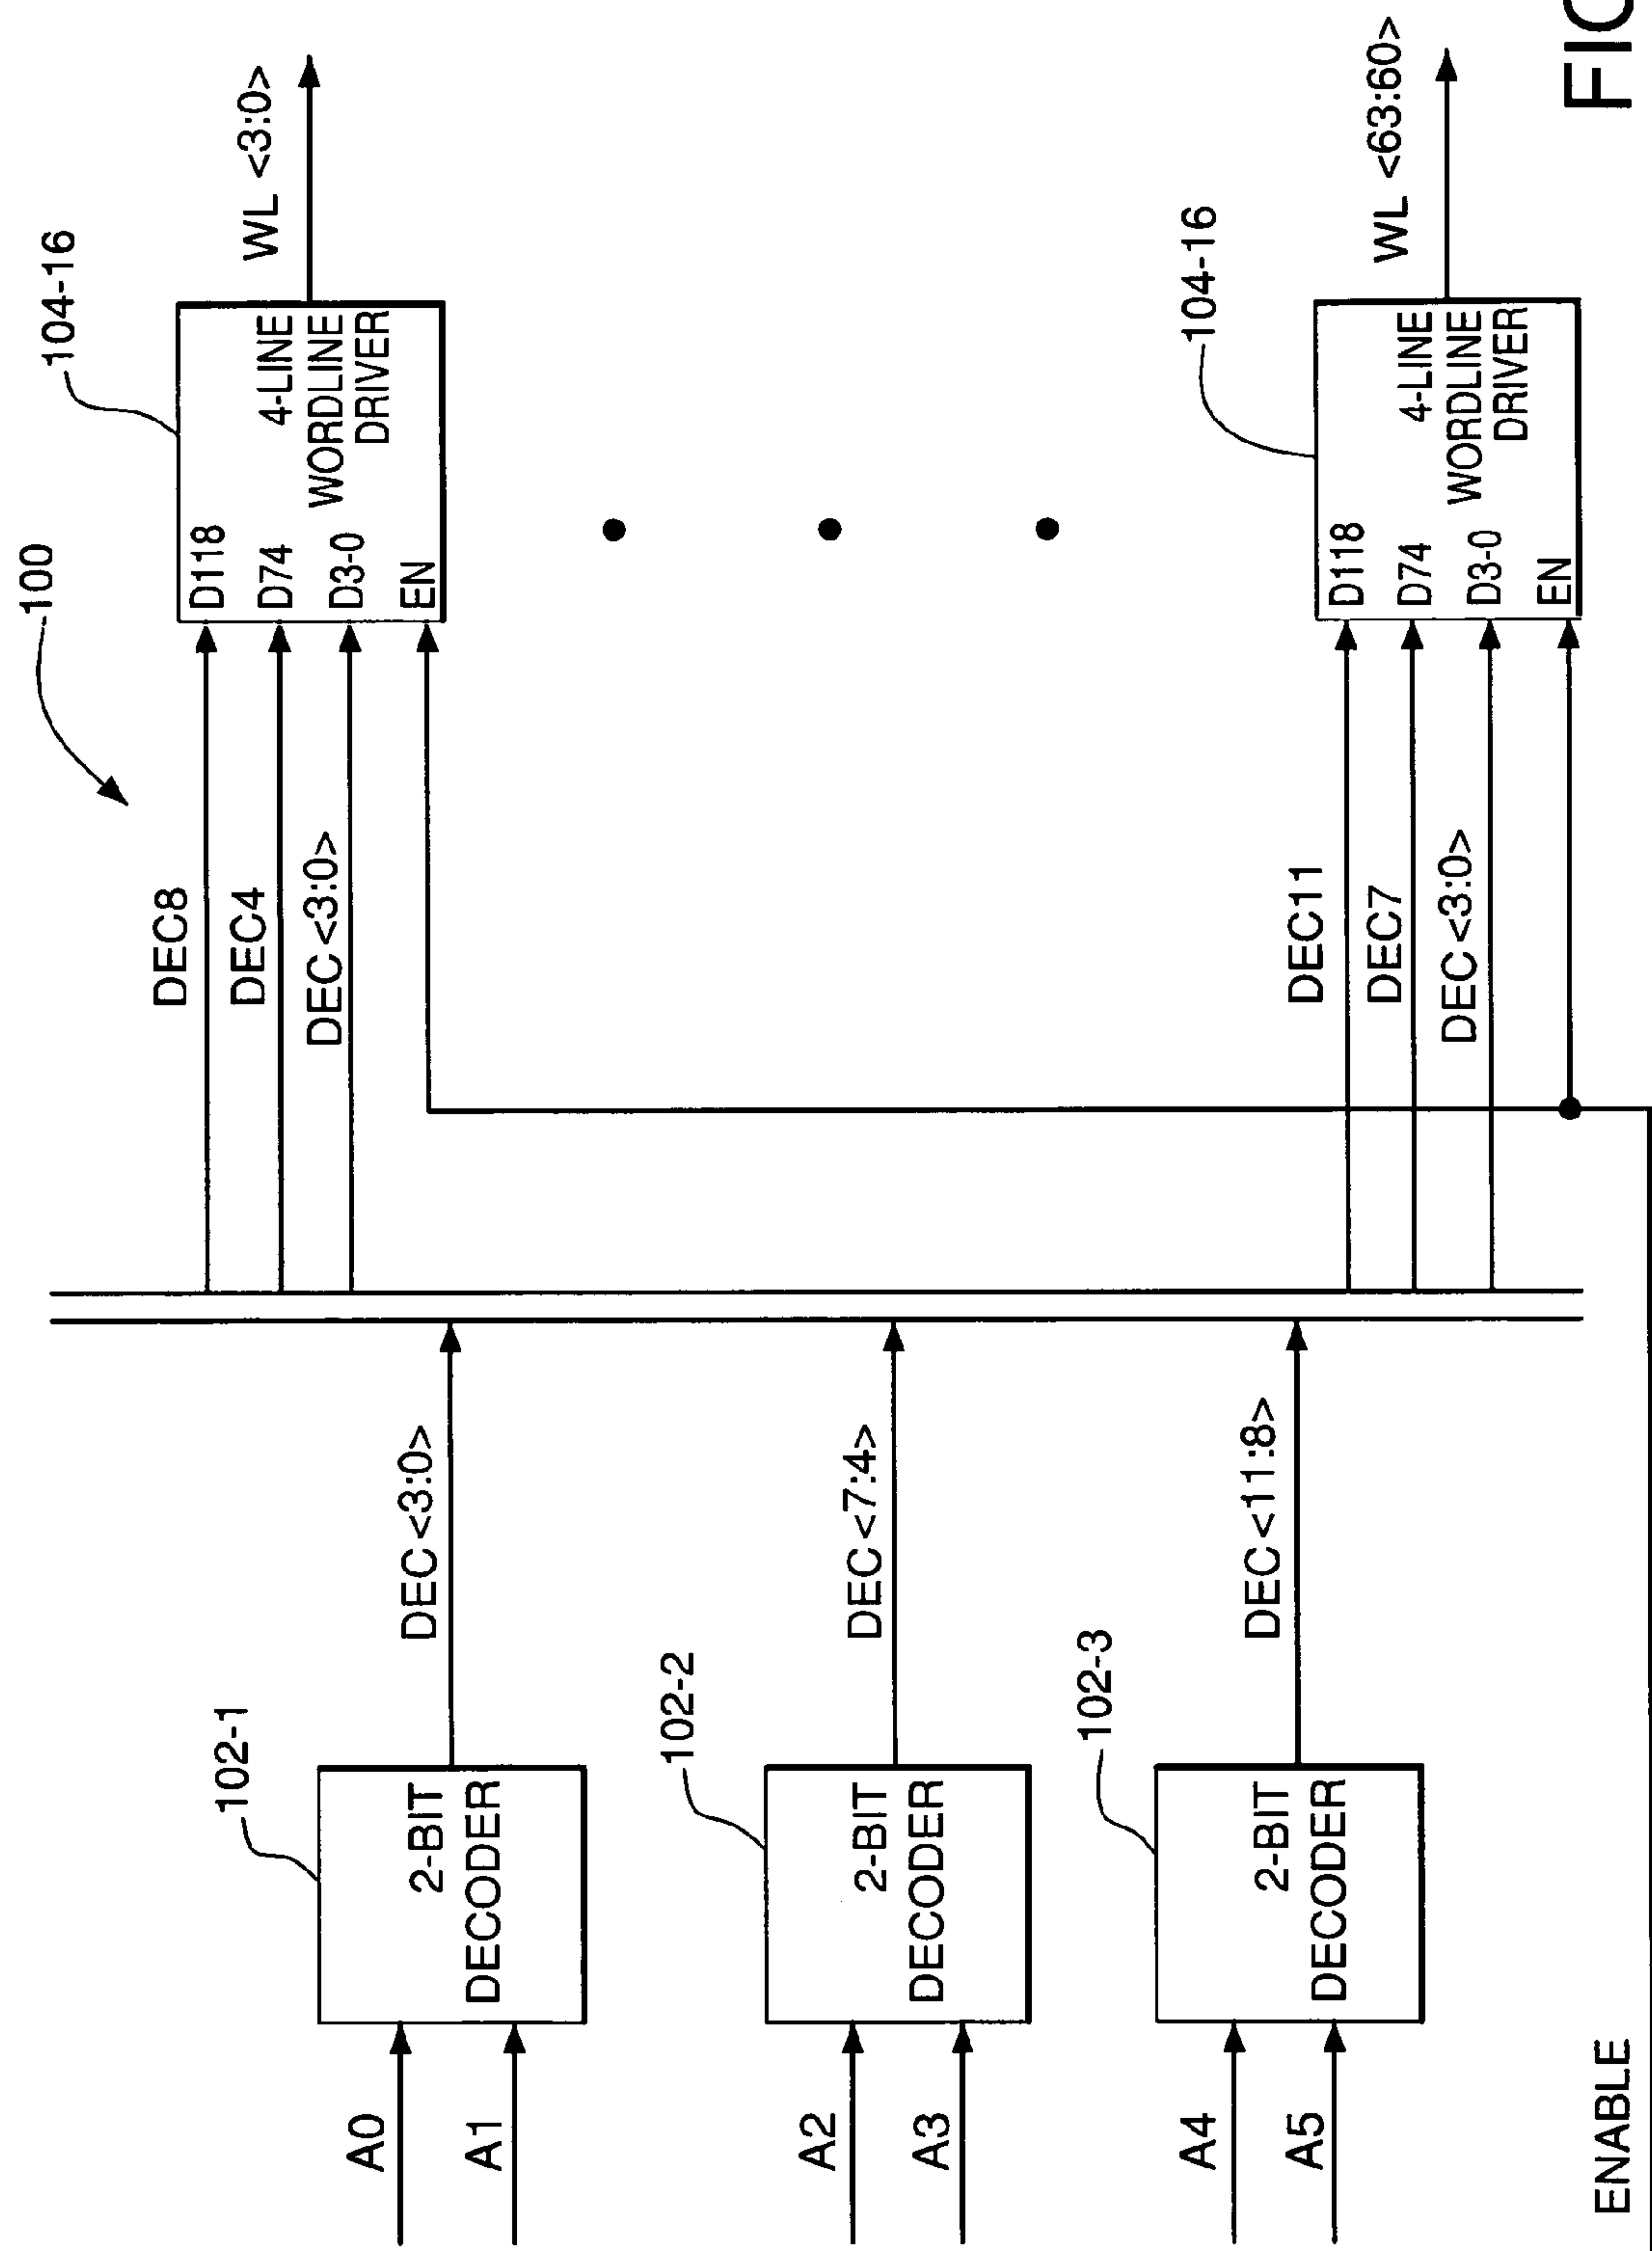 100
A0
A1
102-1
2-BIT
DECODER
DEC <3:0>
A2
A3
102-2
2-BIT
DECODER
DEC <7:4>
A4
A5
102-3
2-BIT
DECODER
DEC <11:8>
ENABLE
DEC8
DEC4
DEC <3:0>
104-16
D118
D74
D3-0
EN
4-LINE
WORDLINE
DRIVER
WL <3:0>
DEC11
DEC7
DEC <3:0>
104-16
D118
D74
D3-0
EN
4-LINE
WORDLINE
DRIVER
WL <63:60>